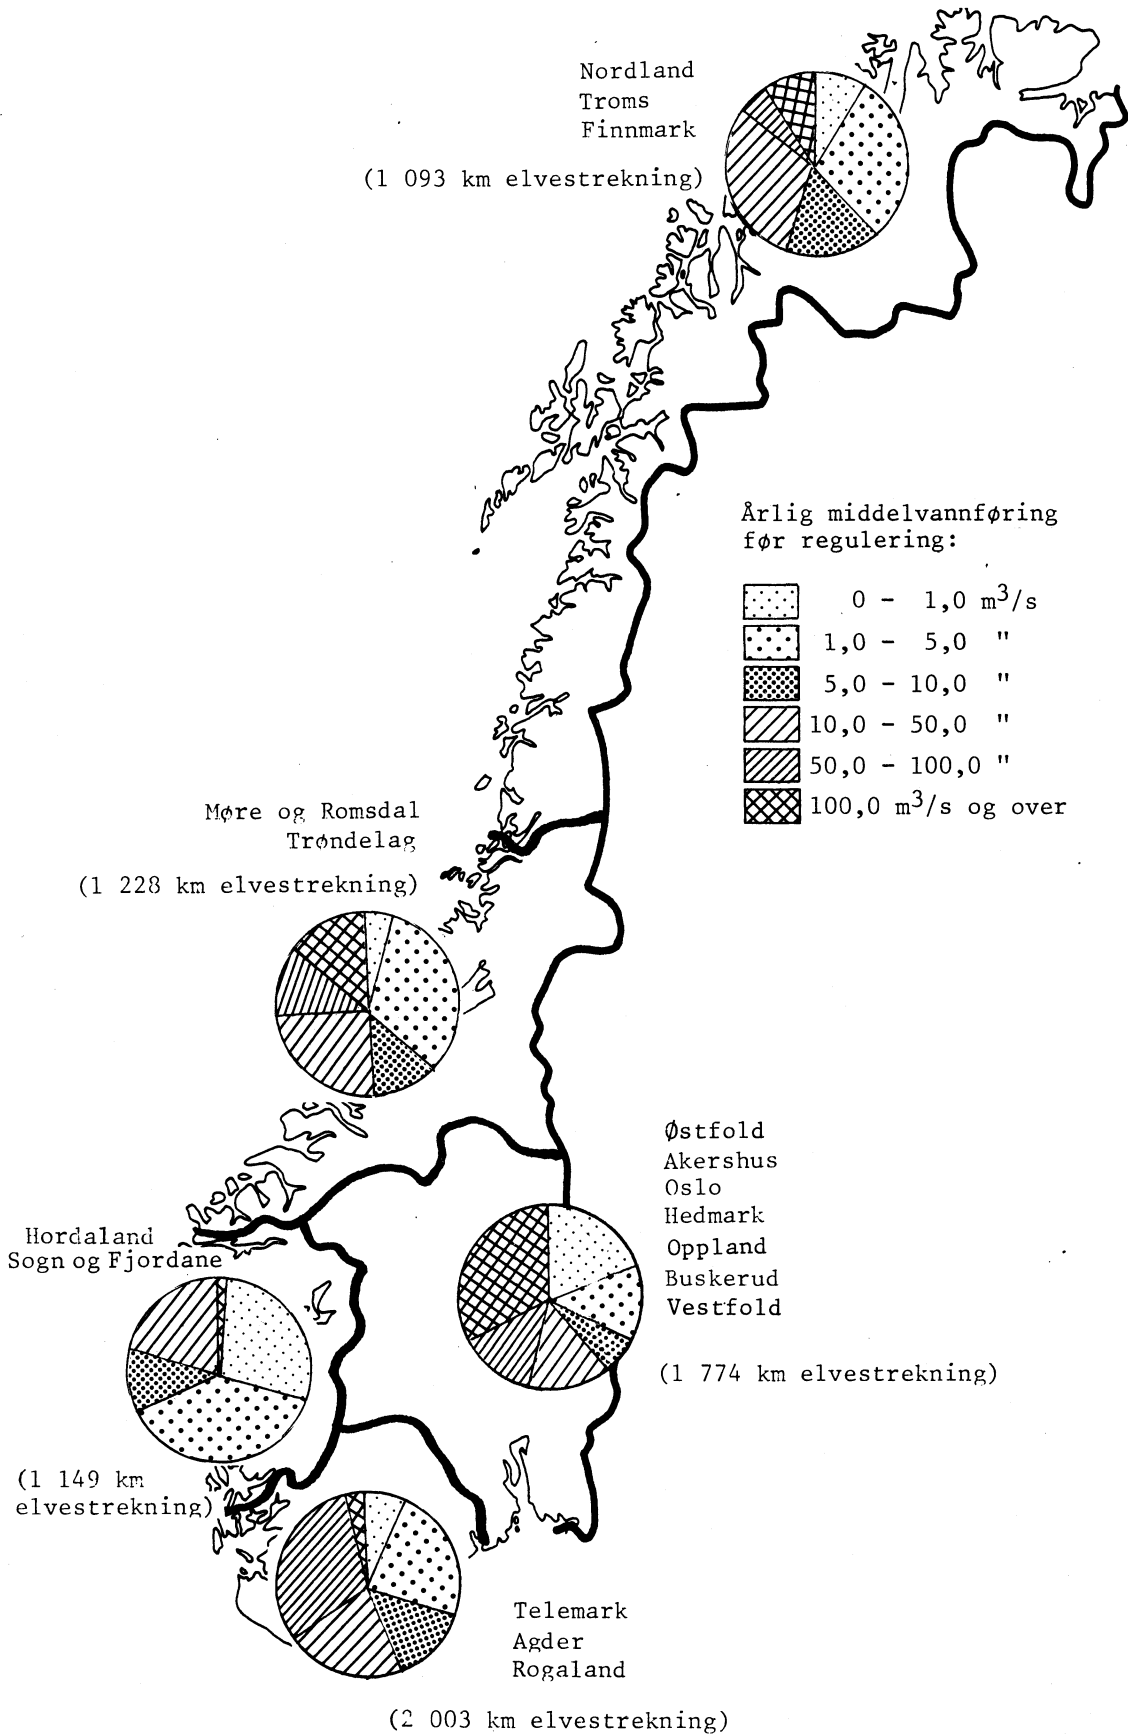 Nordland
Troms
Finnmark
(1 093 km elvestrekning)
Årlig middelvannføring
før regulering:
0 - 1,0 m³/s
1,0 - 5,0 "
5,0 - 10,0 "
10,0 - 50,0 "
50,0 - 100,0 "
100,0 m³/s og over
Møre og Romsdal
Trøndelag
(1 228 km elvestrekning)
Østfold
Akershus
Oslo
Hedmark
Oppland
Buskerud
Vestfold
(1 774 km elvestrekning)
Hordaland
Sogn og Fjordane
(1 149 km
elvestrekning)
Telemark
Agder
Rogaland
(2 003 km elvestrekning)